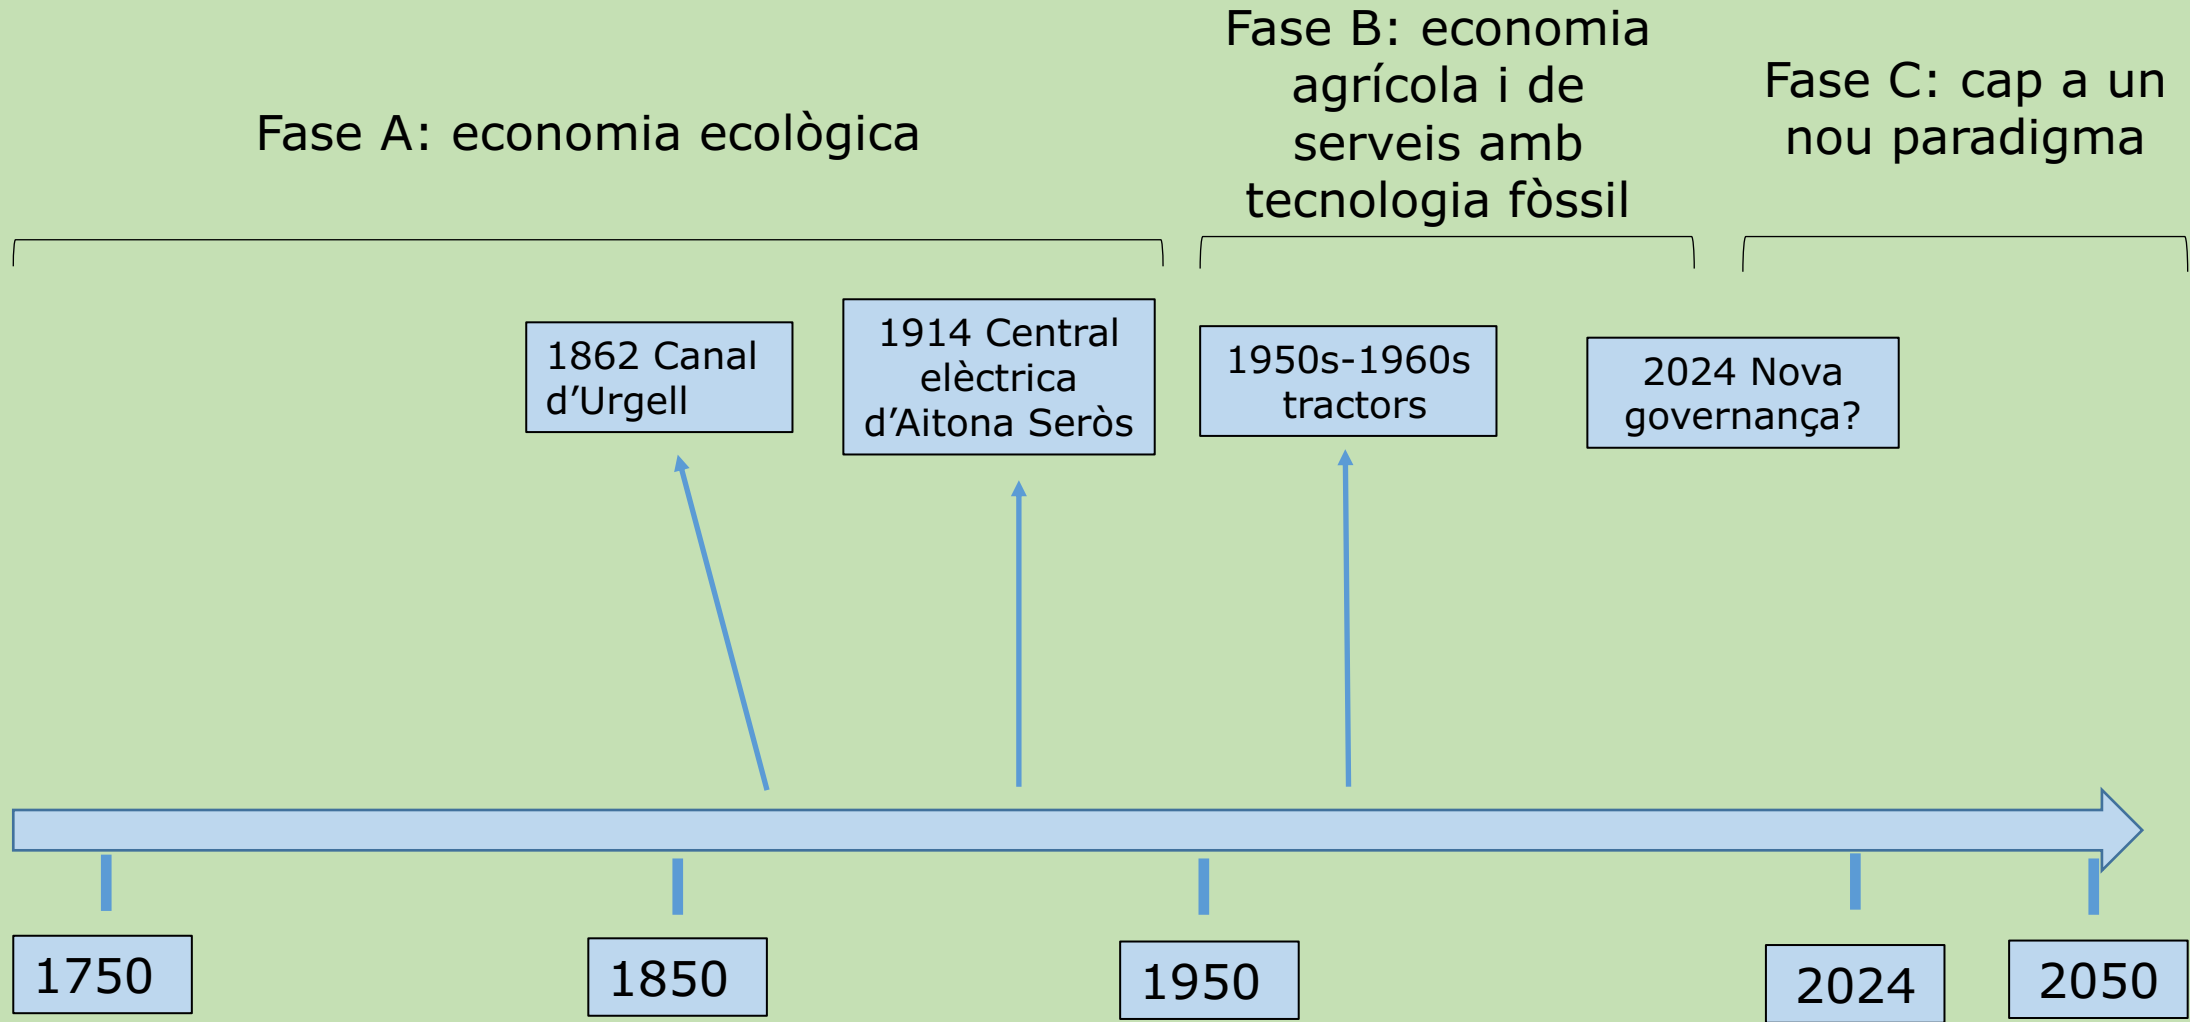 Fase A: economia ecològica
Fase B: economia
agrícola i de
serveis amb
tecnologia fòssil
Fase C: cap a un
nou paradigma
1862 Canal
d’Urgell
1914 Central
elèctrica
d’Aitona Seròs
1950s-1960s
tractors
2024 Nova
governança?
1750
1850
1950
2024
2050